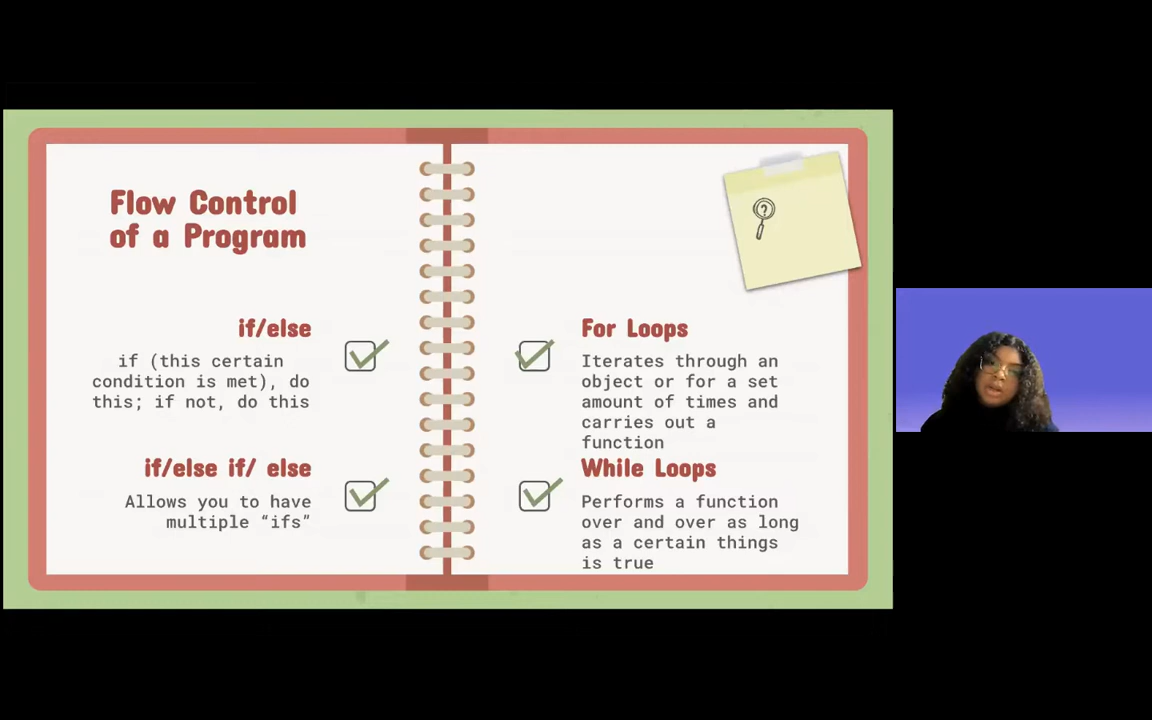 Flow Control
of a Program
if/else
if (this certain
condition is met), do
this; if not, do this
if/else if/ else
Allows you to have
multiple “ifs”
?
For Loops
Iterates through an
object or for a set
amount of times and
carries out a
function
While Loops
Performs a function
over and over as long
as a certain things
is true